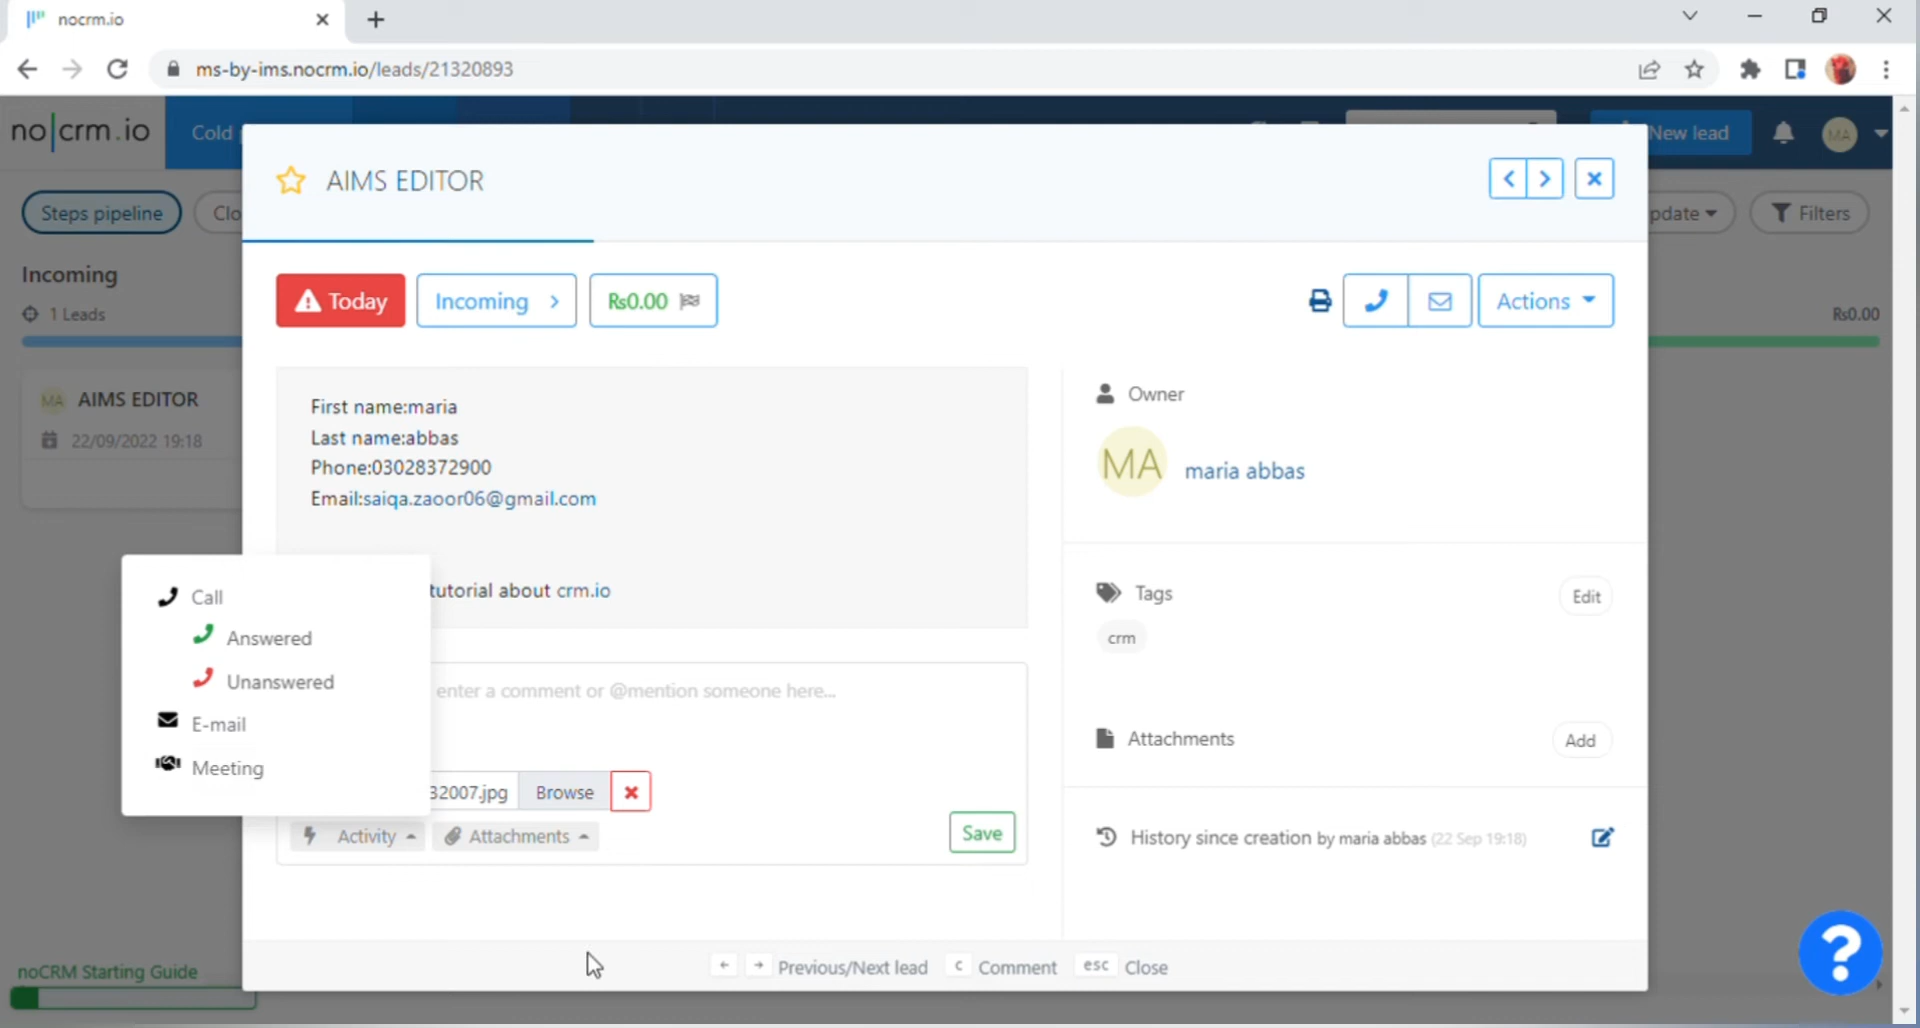 nocrm.io
ms-by-ims.nocrm.io/leads/21320893
no|crm.io
Cold
New lead
MA
AIMS EDITOR
Steps pipeline
Clo
pdate
Filters
Incoming
1 Leads
Rs0.00
Today
Incoming
Rs0.00
Actions
MA
AIMS EDITOR
22/09/2022 19:18
First name:maria
Last name:abbas
Phone:03028372900
Email:saiqa.zaoor06@gmail.com
tutorial about crm.io
Owner
MA
maria abbas
Call
Answered
Unanswered
E-mail
Meeting
Tags
Edit
crm
enter a comment or @mention someone here...
32007.jpg
Browse
Attachments
Add
Activity
Attachments
Save
History since creation by maria abbas (22 Sep 19:18)
noCRM Starting Guide
Previous/Next lead
c
Comment
esc
Close
?